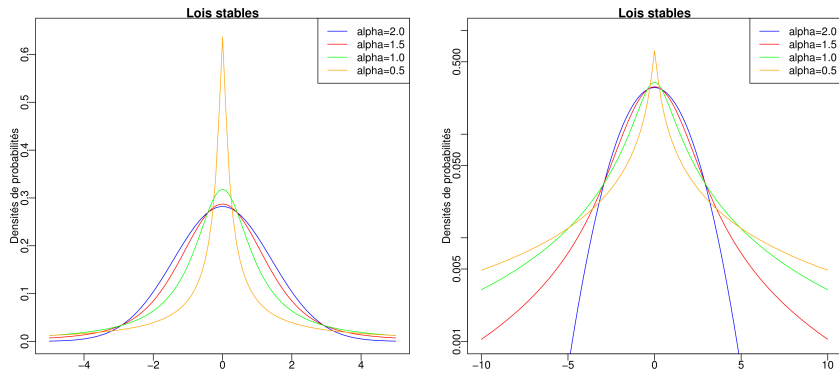 Lois stables
Densités de probabilités
0.6
0.5
0.4
0.3
0.2
0.1
0.0
−4
−2
0
2
4
alpha=2.0
alpha=1.5
alpha=1.0
alpha=0.5
Lois stables
Densités de probabilités
0.500
0.050
0.005
0.001
−10
−5
0
5
10
alpha=2.0
alpha=1.5
alpha=1.0
alpha=0.5